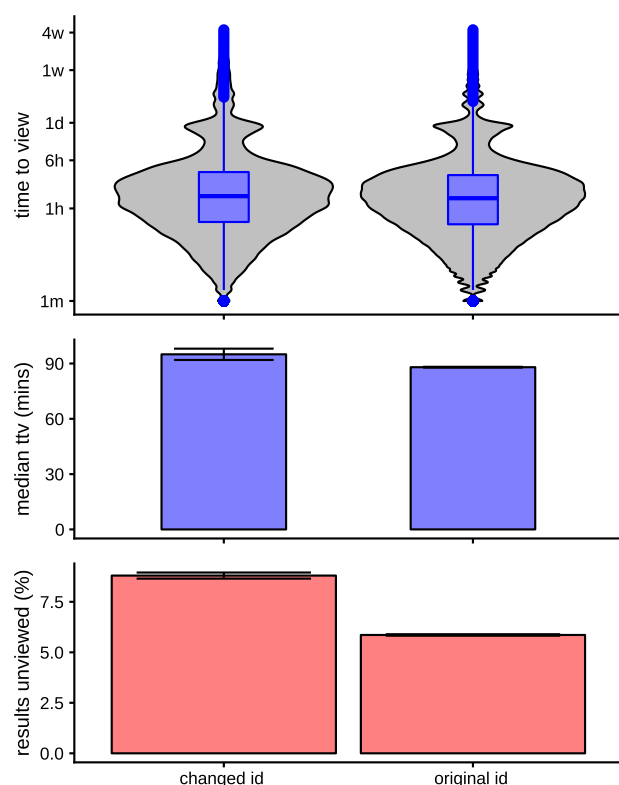 time to view
4w
1w
1d
6h
1h
1m
median ttv (mins)
90
60
30
0
results unviewed (%)
7.5
5.0
2.5
0.0
changed id
original id